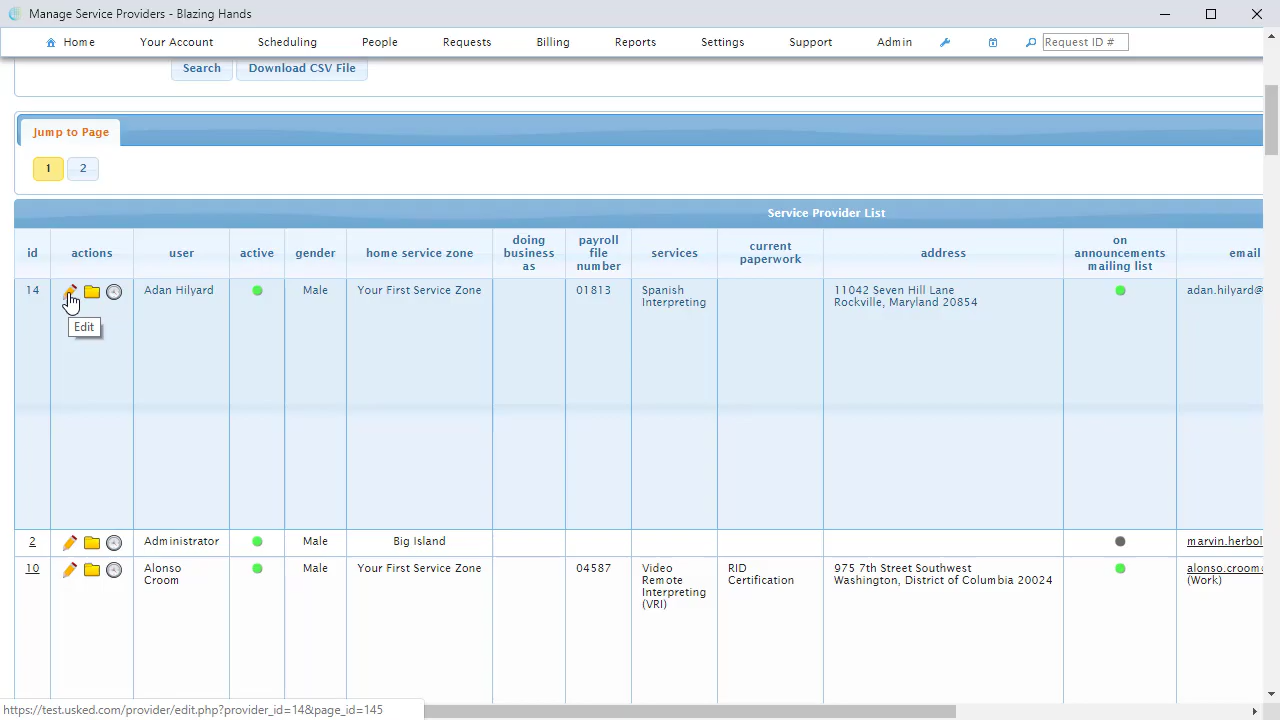 Manage Service Providers - Blazing Hands
Home Your Account Scheduling People Requests Billing Reports Settings Support Admin Request ID #
Search Download CSV File
Jump to Page
1 2
Service Provider List
id actions user active gender home service zone doing business as payroll file number services current paperwork address on announcements mailing list email
14 Adan Hilyard Male Your First Service Zone 01813 Spanish Interpreting 11042 Seven Hill Lane adan.hilyard@
Rockville, Maryland 20854
Edit
2 Administrator Male Big Island marvin.herbol
10 Alonso Croom Male Your First Service Zone 04587 Video Remote Interpreting (VRI) RID Certification 975 7th Street Southwest alonso.croom
Washington, District of Columbia 20024 (Work)
https://test.usked.com/provider/edit.php?provider_id=14&page_id=145